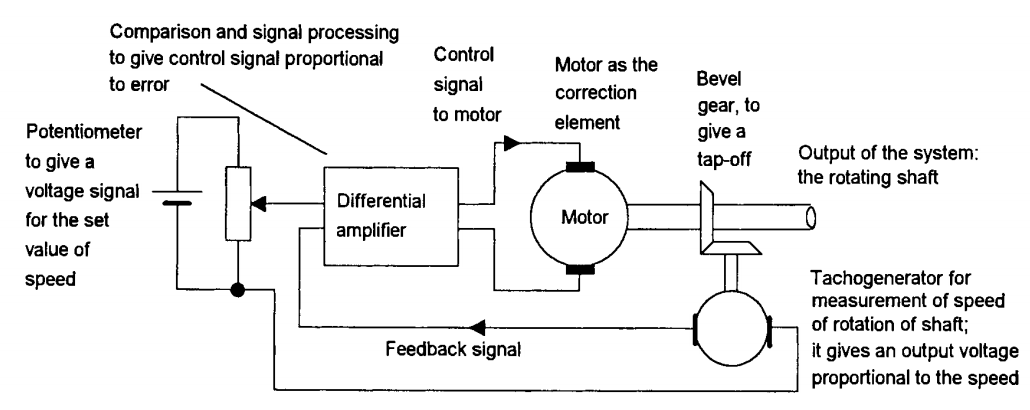 Comparison and signal processing
to give control signal proportional
to error
Control
signal
to motor
Motor as the
correction
element
Bevel
gear, to
give a
tap-off
Potentiometer
to give a
voltage signal
for the set
value of
speed
Differential
amplifier
Motor
Output of the system:
the rotating shaft
Feedback signal
Tachogenerator for
measurement of speed
of rotation of shaft;
it gives an output voltage
proportional to the speed